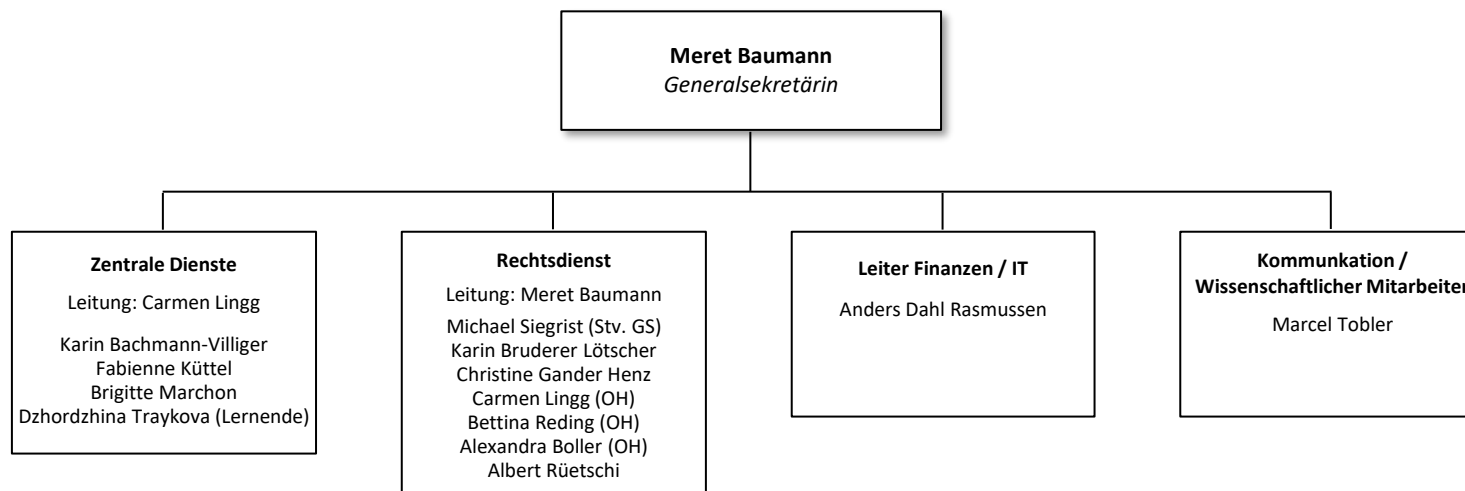 Meret Baumann
Generalsekretärin
Zentrale Dienste
Leitung: Carmen Lingg
Karin Bachmann-Villiger
Fabienne Küttel
Brigitte Marchon
Dzhordzhina Traykova (Lernende)
Rechtsdienst
Leitung: Meret Baumann
Michael Siegrist (Stv. GS)
Karin Bruderer Lötscher
Christine Gander Henz
Carmen Lingg (OH)
Bettina Reding (OH)
Alexandra Boller (OH)
Albert Rüetschi
Leiter Finanzen / IT
Anders Dahl Rasmussen
Kommunkation /
Wissenschaftlicher Mitarbeiter
Marcel Tobler